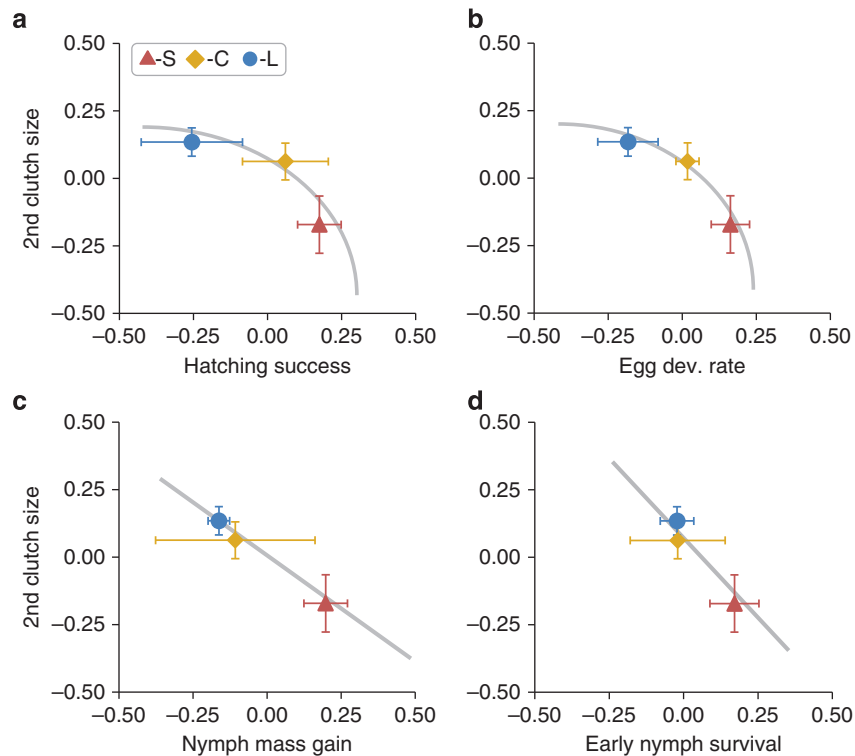 a
0.50
0.25
0.00
−0.25
−0.50
2nd clutch size
-S -C -L
−0.50 −0.25 0.00 0.25 0.50
Hatching success
b
0.50
0.25
0.00
−0.25
−0.50
−0.50 −0.25 0.00 0.25 0.50
Egg dev. rate
c
0.50
0.25
0.00
−0.25
−0.50
2nd clutch size
−0.50 −0.25 0.00 0.25 0.50
Nymph mass gain
d
0.50
0.25
0.00
−0.25
−0.50
−0.50 −0.25 0.00 0.25 0.50
Early nymph survival